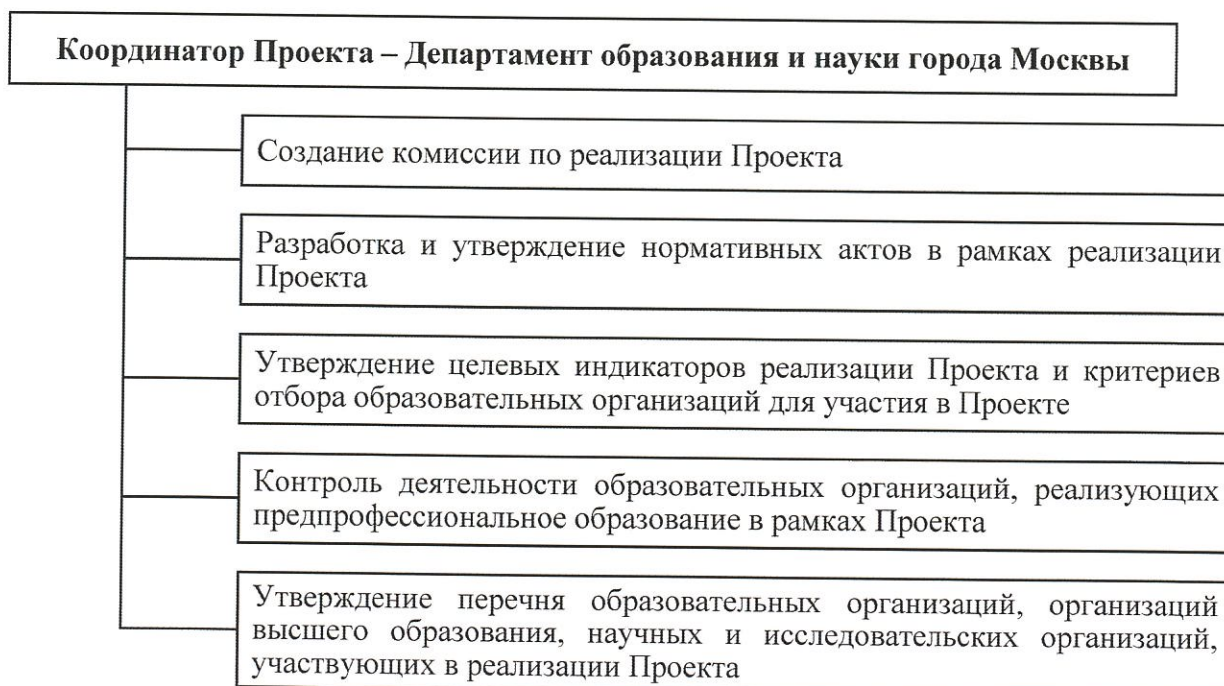 Координатор Проекта – Департамент образования и науки города Москвы
Создание комиссии по реализации Проекта
Разработка и утверждение нормативных актов в рамках реализации
Проекта
Утверждение целевых индикаторов реализации Проекта и критериев
отбора образовательных организаций для участия в Проекте
Контроль деятельности образовательных организаций, реализующих
предпрофессиональное образование в рамках Проекта
Утверждение перечня образовательных организаций, организаций
высшего образования, научных и исследовательских организаций,
участвующих в реализации Проекта